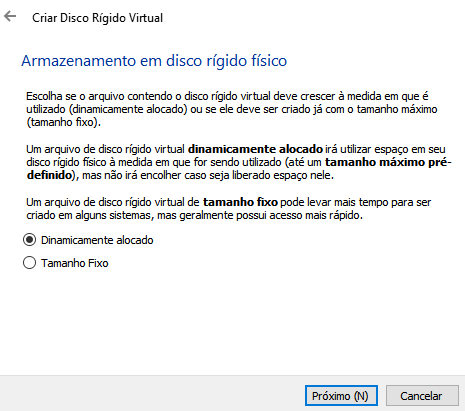 Criar Disco Rígido Virtual
Armazenamento em disco rígido físico
Escolha se o arquivo contendo o disco rígido virtual deve crescer à medida em que é
utilizado (dinamicamente alocado) ou se ele deve ser criado já com o tamanho máximo
(tamanho fixo).
Um arquivo de disco rígido virtual dinamicamente alocado irá utilizar espaço em seu
disco rígido físico à medida em que for sendo utilizado (até um tamanho máximo pré-
definido), mas não irá encolher caso seja liberado espaço nele.
Um arquivo de disco rígido virtual de tamanho fixo pode levar mais tempo para ser
criado em alguns sistemas, mas geralmente possui acesso mais rápido.
Dinamicamente alocado
Tamanho Fixo
Próximo (N)
Cancelar